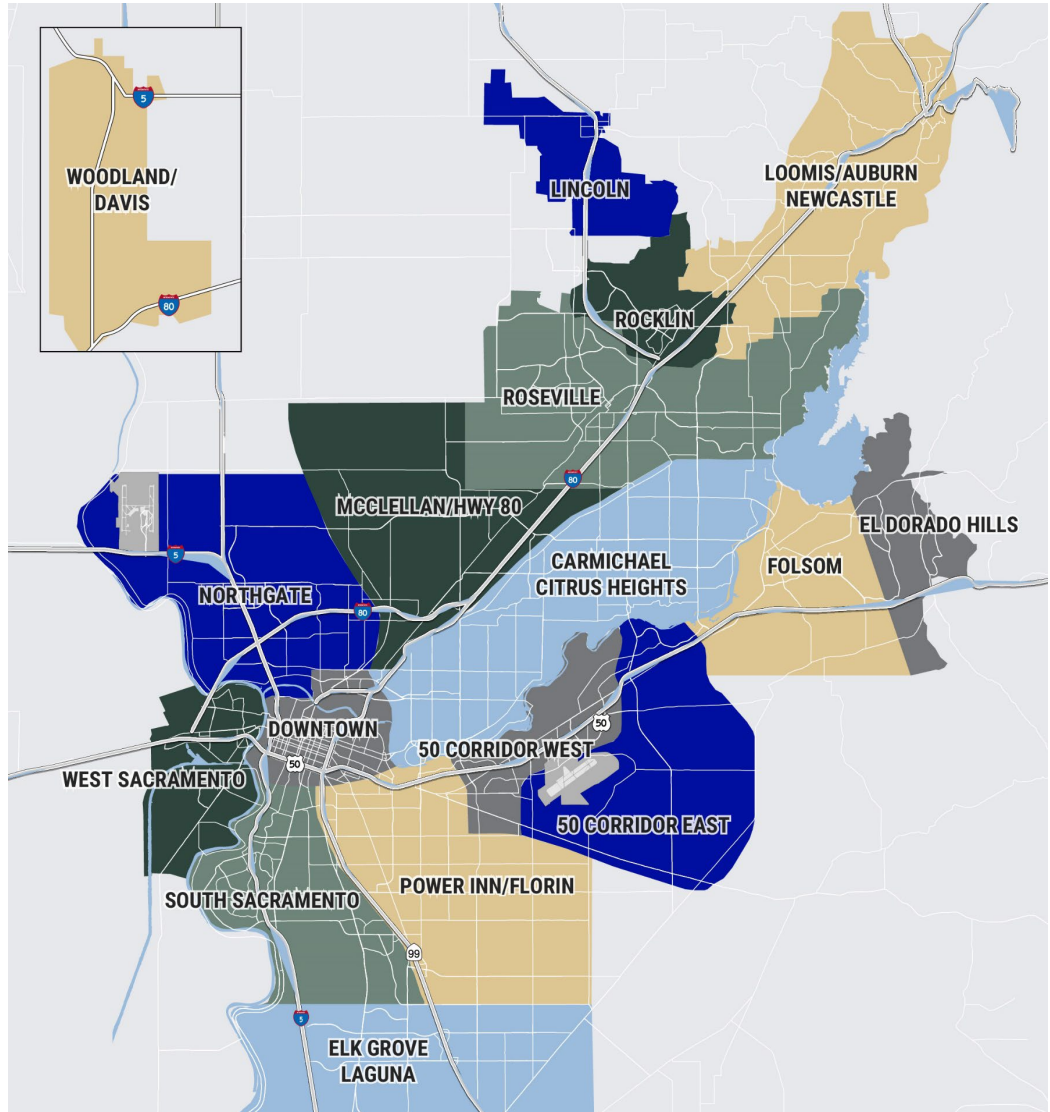 5
WOODLAND/
DAVIS
80
LINCOLN
LOOMIS/AUBURN
NEWCASTLE
ROCKLIN
ROSEVILLE
80
MCCLELLAN/HWY 80
EL DORADO HILLS
5
CARMICHAEL
CITRUS HEIGHTS
FOLSOM
NORTHGATE
80
DOWNTOWN
50
50 CORRIDOR WEST
50
WEST SACRAMENTO
50 CORRIDOR EAST
POWER INN/FLORIN
SOUTH SACRAMENTO
99
5
ELK GROVE
LAGUNA